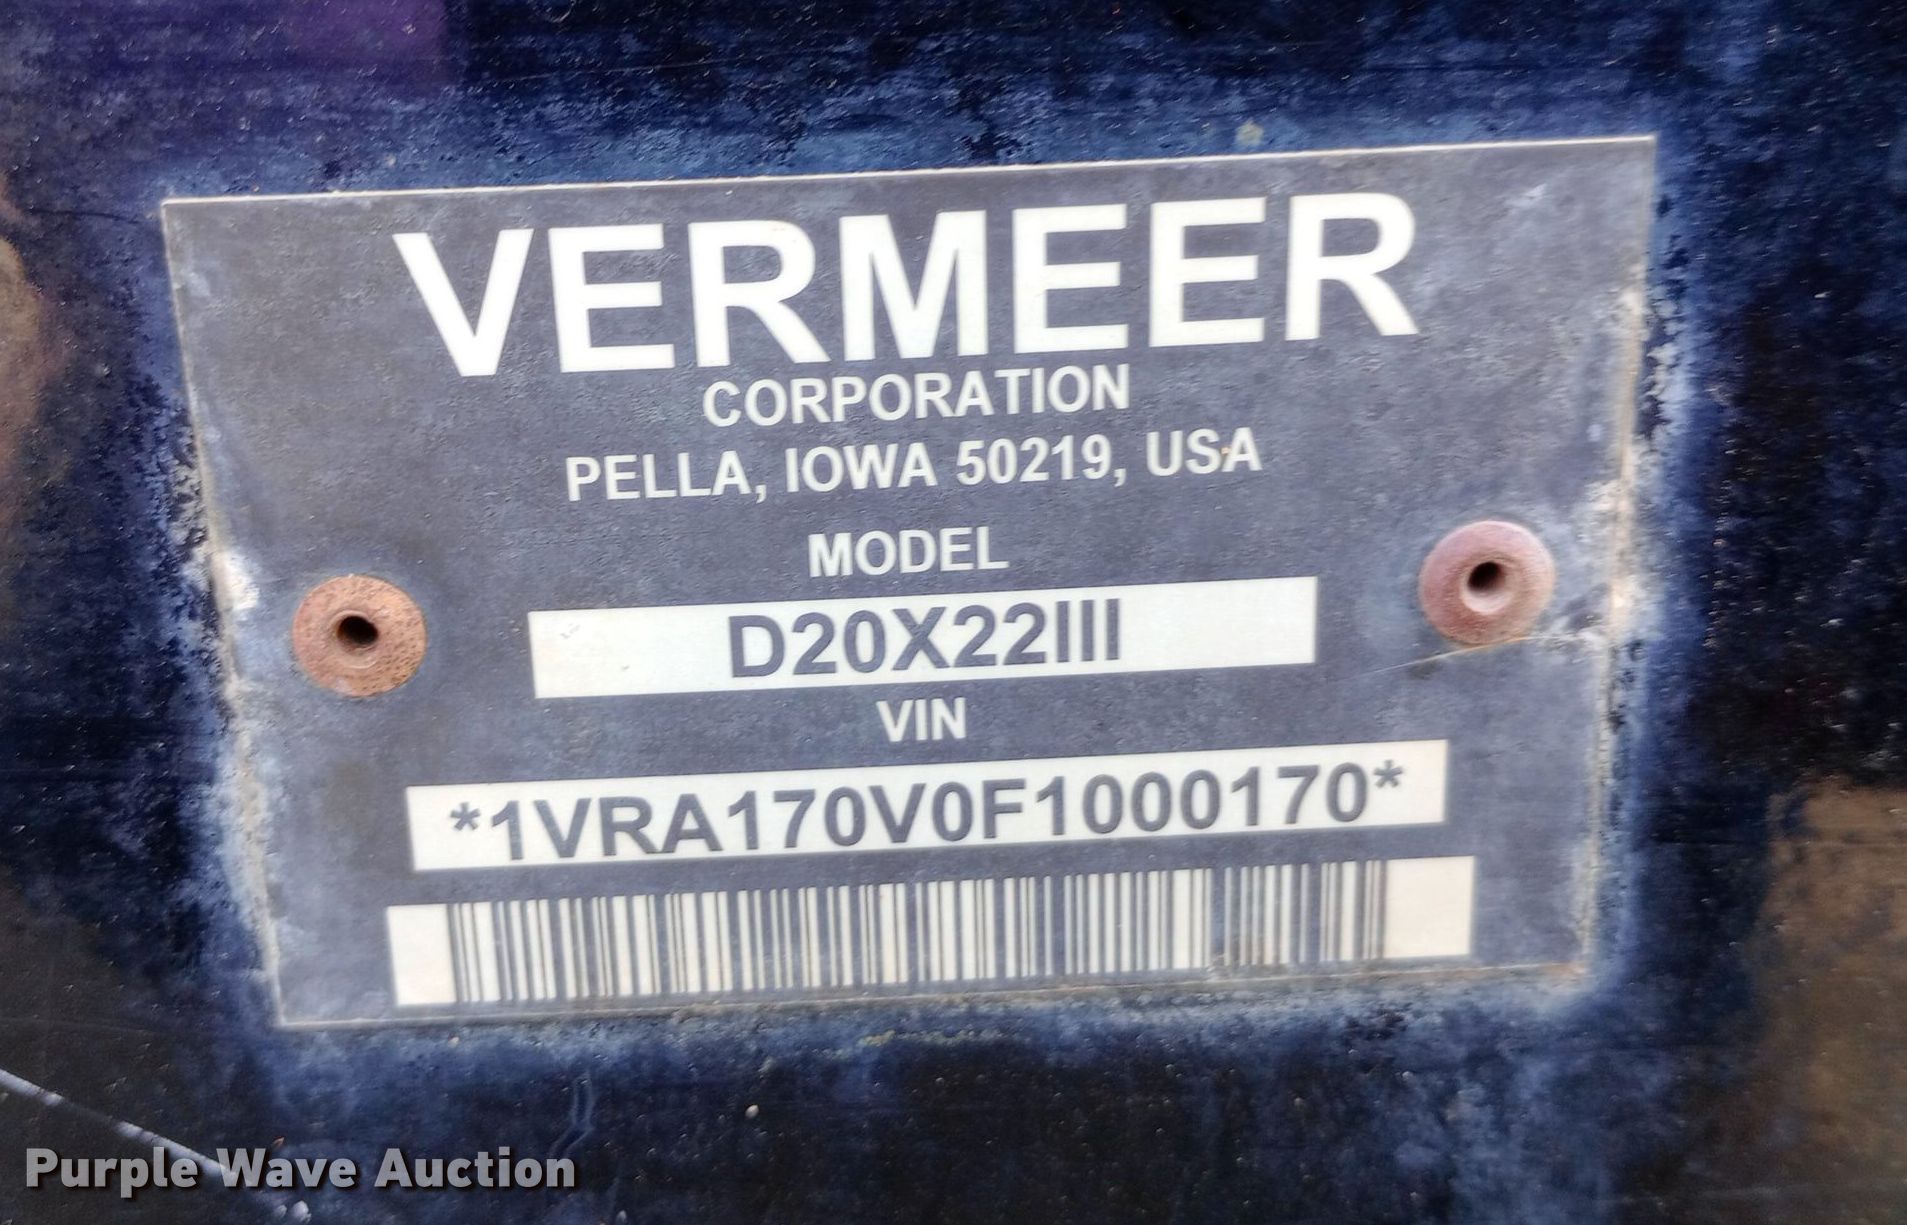 VERMEER
CORPORATION
PELLA, IOWA 50219, USA
MODEL
D20X22III
VIN
*1VRA170V0F1000170*
Purple Wave Auction